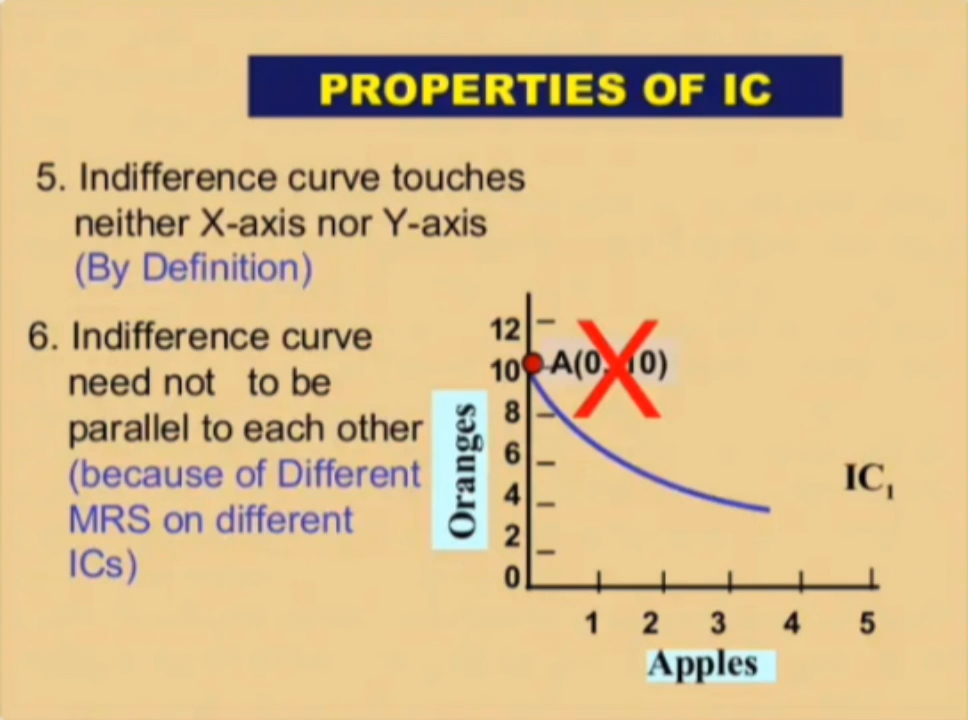 PROPERTIES OF IC
5. Indifference curve touches
neither X-axis nor Y-axis
(By Definition)
6. Indifference curve
need not to be
parallel to each other
(because of Different
MRS on different
ICs)
12
10
A(0, 10)
8
6
4
2
0
Oranges
IC₁
1 2 3 4 5
Apples